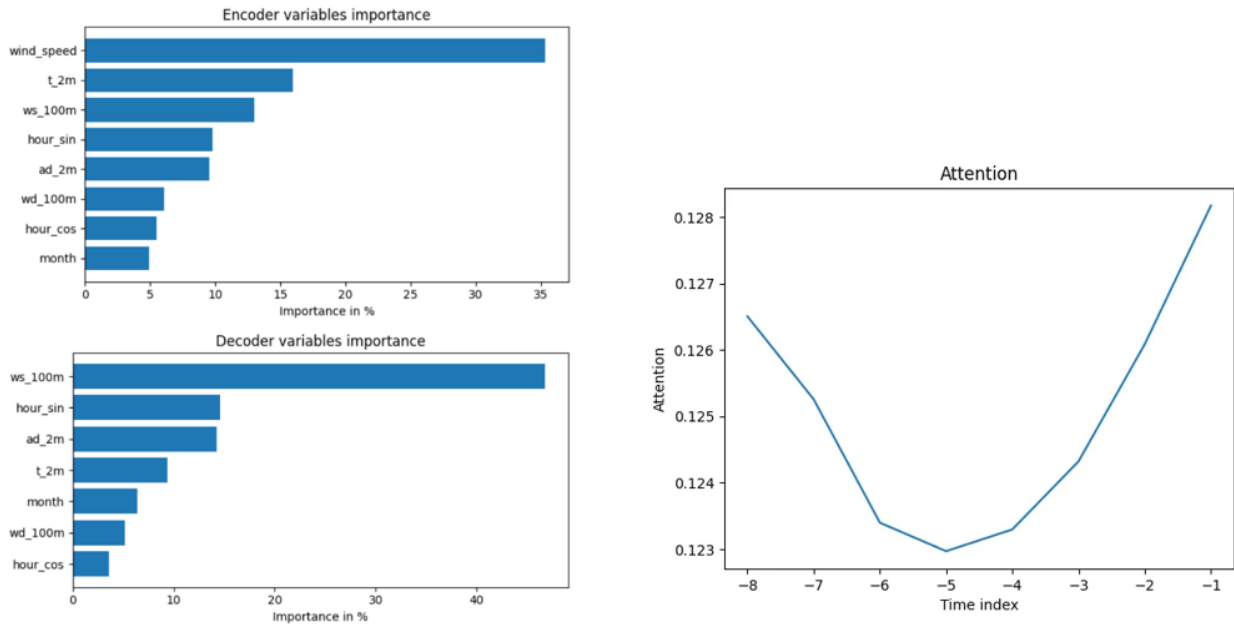 Encoder variables importance
wind_speed
t_2m
ws_100m
hour_sin
ad_2m
wd_100m
hour_cos
month
0 5 10 15 20 25 30 35
Importance in %
Decoder variables importance
ws_100m
hour_sin
ad_2m
t_2m
month
wd_100m
hour_cos
0 10 20 30 40
Importance in %
Attention
0.128
0.127
0.126
0.125
0.124
0.123
Attention
−8 −7 −6 −5 −4 −3 −2 −1
Time index